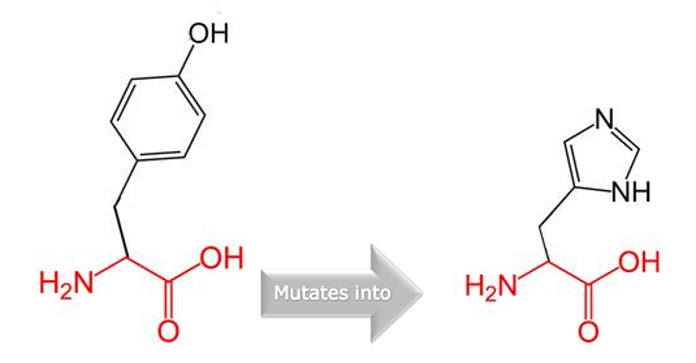 OH
N
NH
OH
H₂N
O
Mutates into
OH
H₂N
O